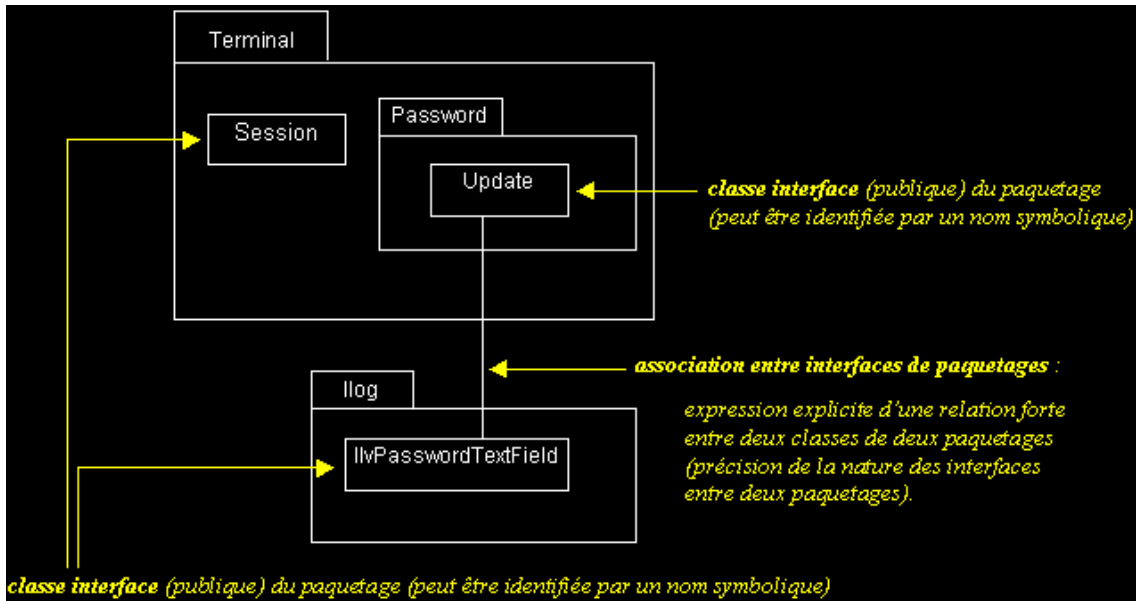 Terminal
Session
Password
Update
classe interface (publique) du paquetage
(peut être identifiée par un nom symbolique)
association entre interfaces de paquetages :
expression explicite d'une relation forte
entre deux classes de deux paquetages
(précision de la nature des interfaces
entre deux paquetages).
Ilog
IlvPasswordTextField
classe interface (publique) du paquetage (peut être identifiée par un nom symbolique)